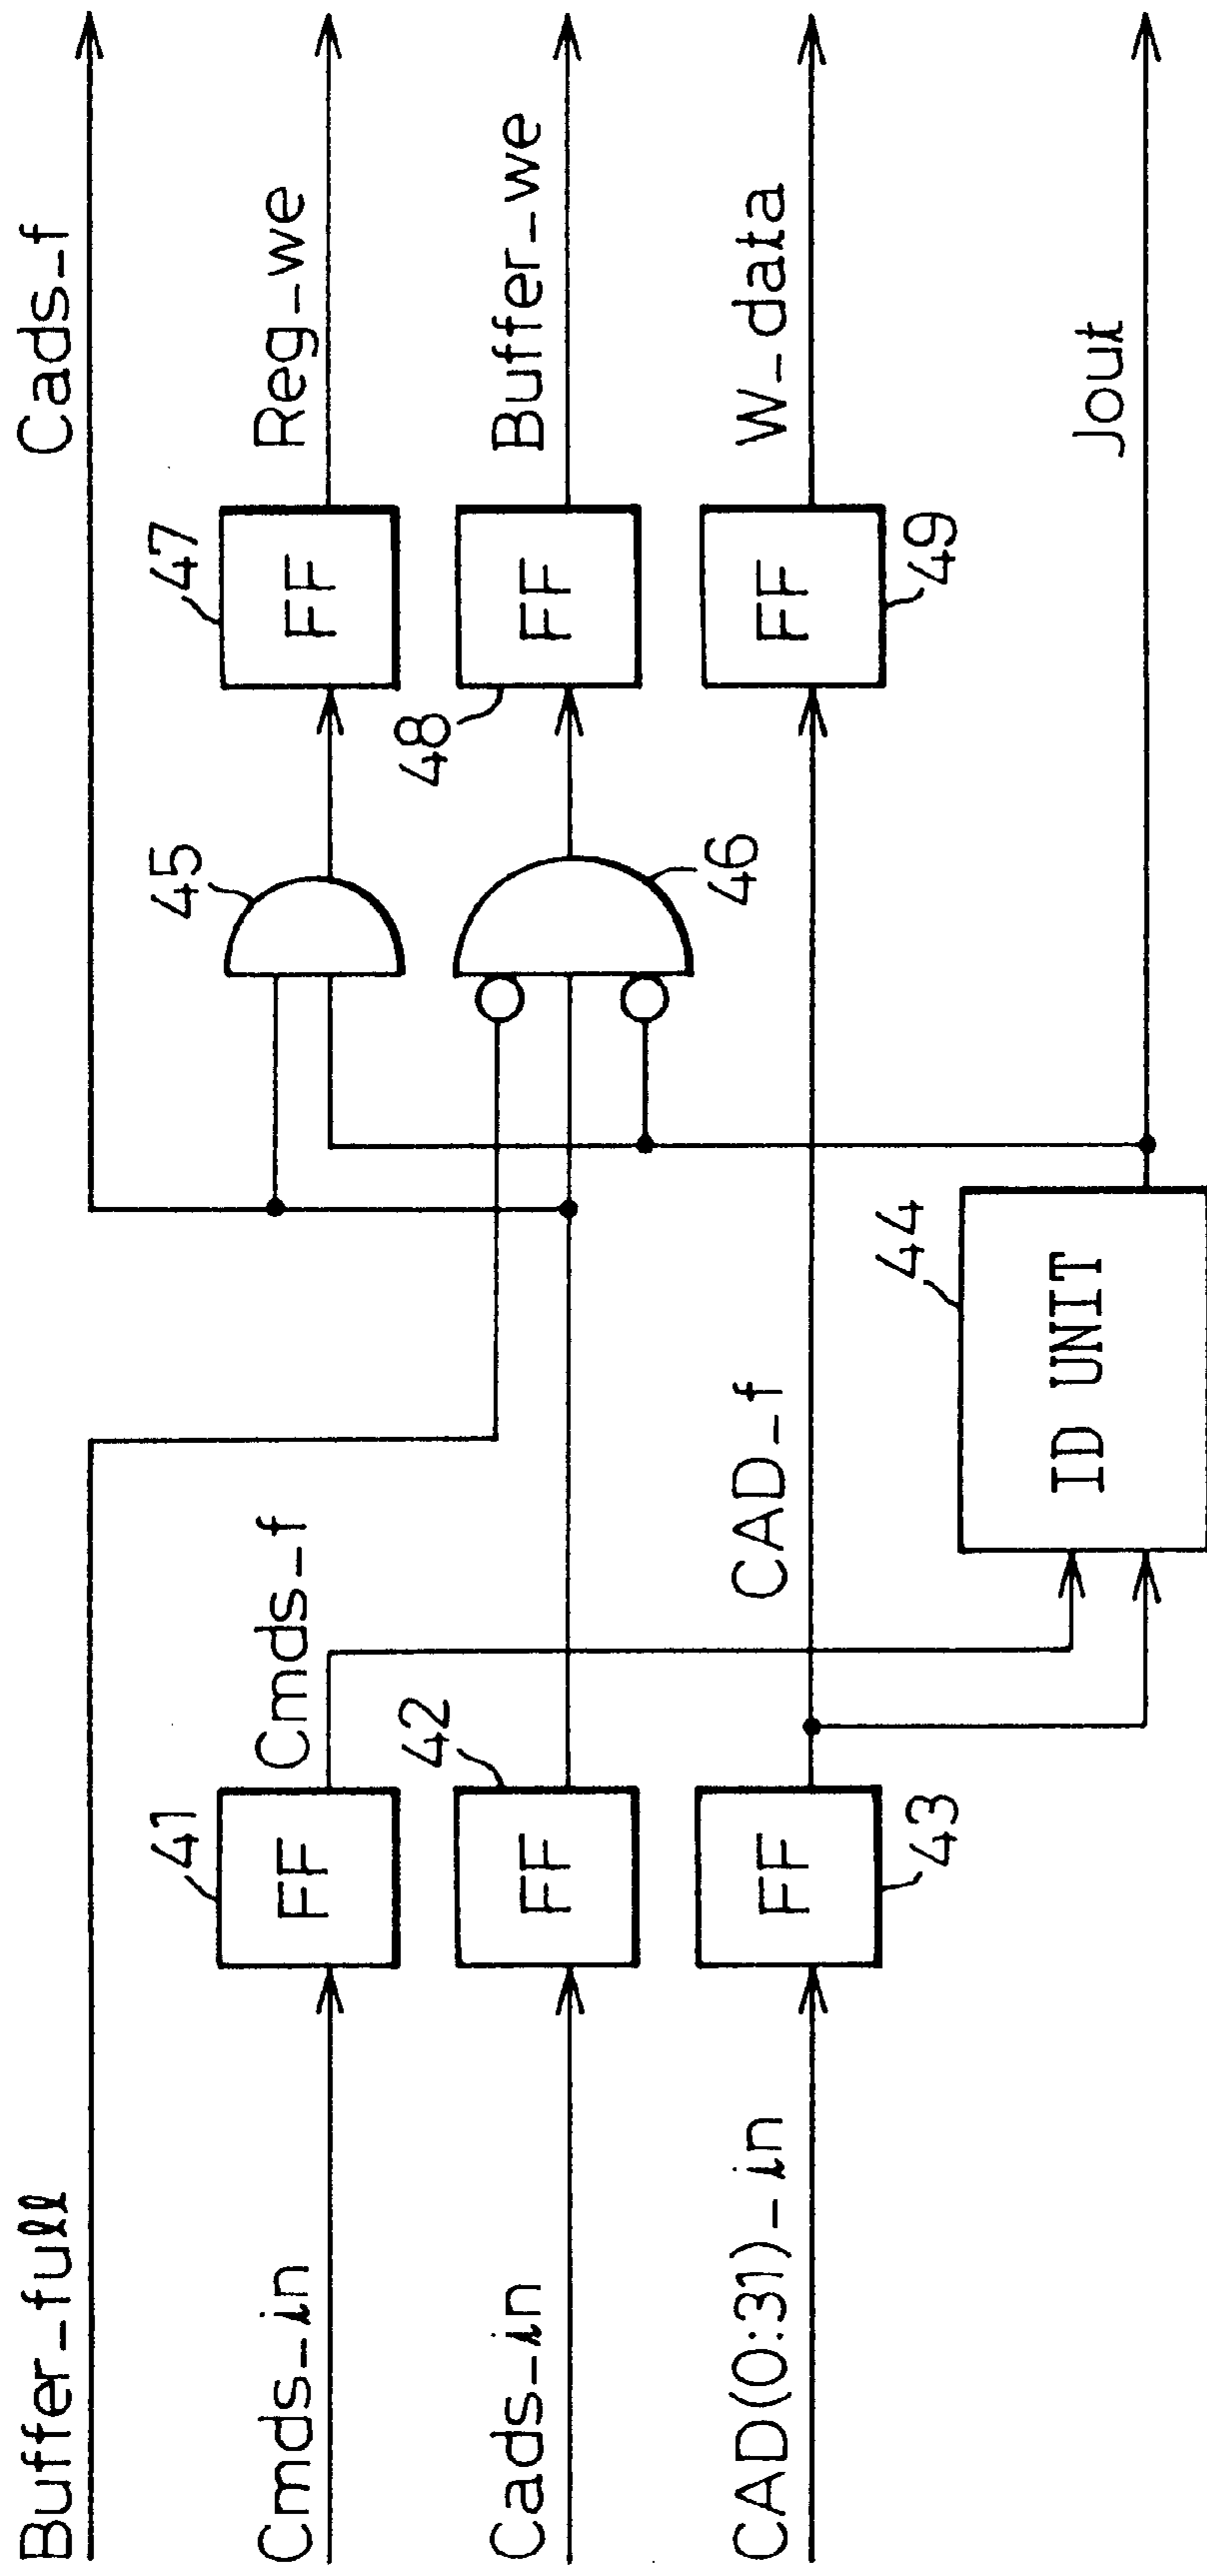 Buffer_full
Cads_f
Cmds_in
41
FF
Cmds_f
45
47
FF
Reg_we
Cads_in
42
FF
46
48
FF
Buffer_we
CAD(0:31)_in
43
FF
CAD_f
49
FF
W_data
44
ID UNIT
Jout